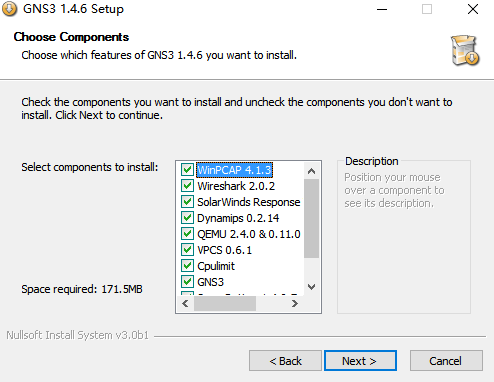 GNS3 1.4.6 Setup
Choose Components
Choose which features of GNS3 1.4.6 you want to install.
Check the components you want to install and uncheck the components you don't want to
install. Click Next to continue.
Select components to install:
WinPCAP 4.1.3
Wireshark 2.0.2
SolarWinds Response
Dynamips 0.2.14
QEMU 2.4.0 & 0.11.0
VPCS 0.6.1
Cpulimit
GNS3
Description
Position your mouse
over a component to
see its description.
Space required: 171.5MB
Nullsoft Install System v3.0b1
< Back
Next >
Cancel